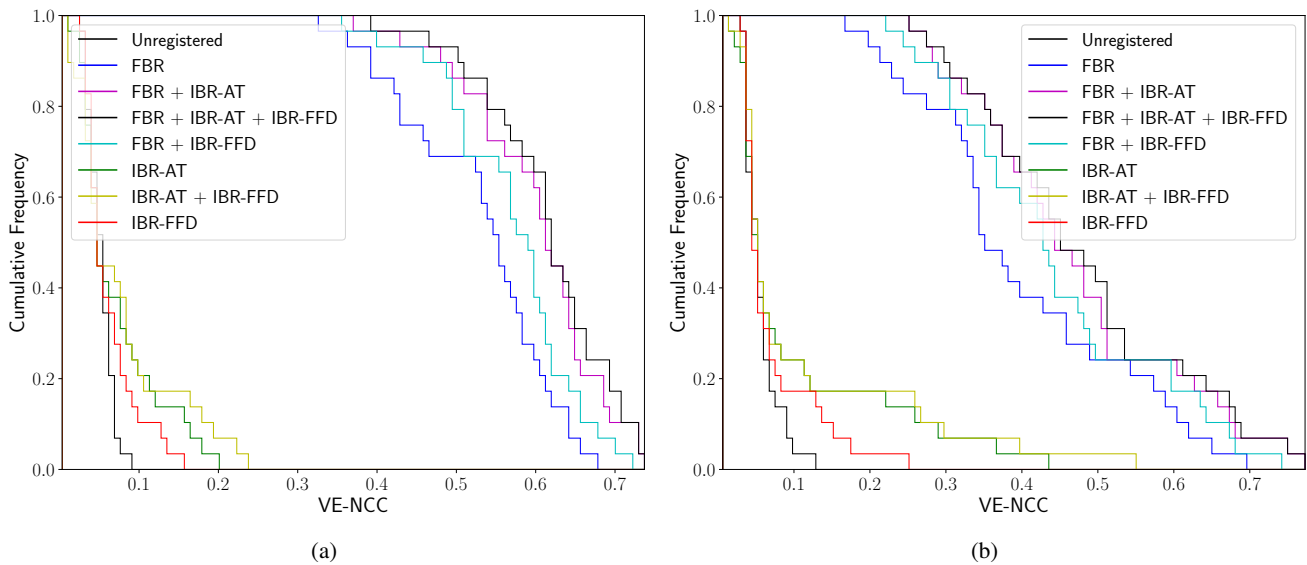 1.0
0.8
0.6
0.4
0.2
0.0
Cumulative Frequency
Unregistered
FBR
FBR + IBR-AT
FBR + IBR-AT + IBR-FFD
FBR + IBR-FFD
IBR-AT
IBR-AT + IBR-FFD
IBR-FFD
0.1 0.2 0.3 0.4 0.5 0.6 0.7
VE-NCC
(a)
1.0
0.8
0.6
0.4
0.2
0.0
Cumulative Frequency
Unregistered
FBR
FBR + IBR-AT
FBR + IBR-AT + IBR-FFD
FBR + IBR-FFD
IBR-AT
IBR-AT + IBR-FFD
IBR-FFD
0.1 0.2 0.3 0.4 0.5 0.6 0.7
VE-NCC
(b)